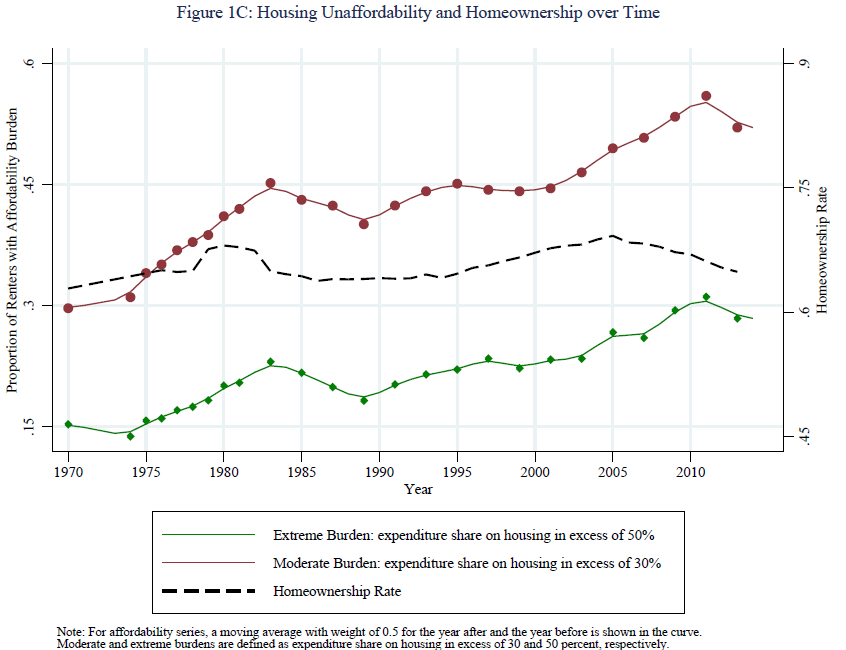 Figure 1C: Housing Unaffordability and Homeownership over Time
Proportion of Renters with Affordability Burden
.6
.45
.3
.15
.9
.75
.6
.45
Homeownership Rate
1970 1975 1980 1985 1990 1995 2000 2005 2010
Year
Extreme Burden: expenditure share on housing in excess of 50%
Moderate Burden: expenditure share on housing in excess of 30%
Homeownership Rate
Note: For affordability series, a moving average with weight of 0.5 for the year after and the year before is shown in the curve.
Moderate and extreme burdens are defined as expenditure share on housing in excess of 30 and 50 percent, respectively.